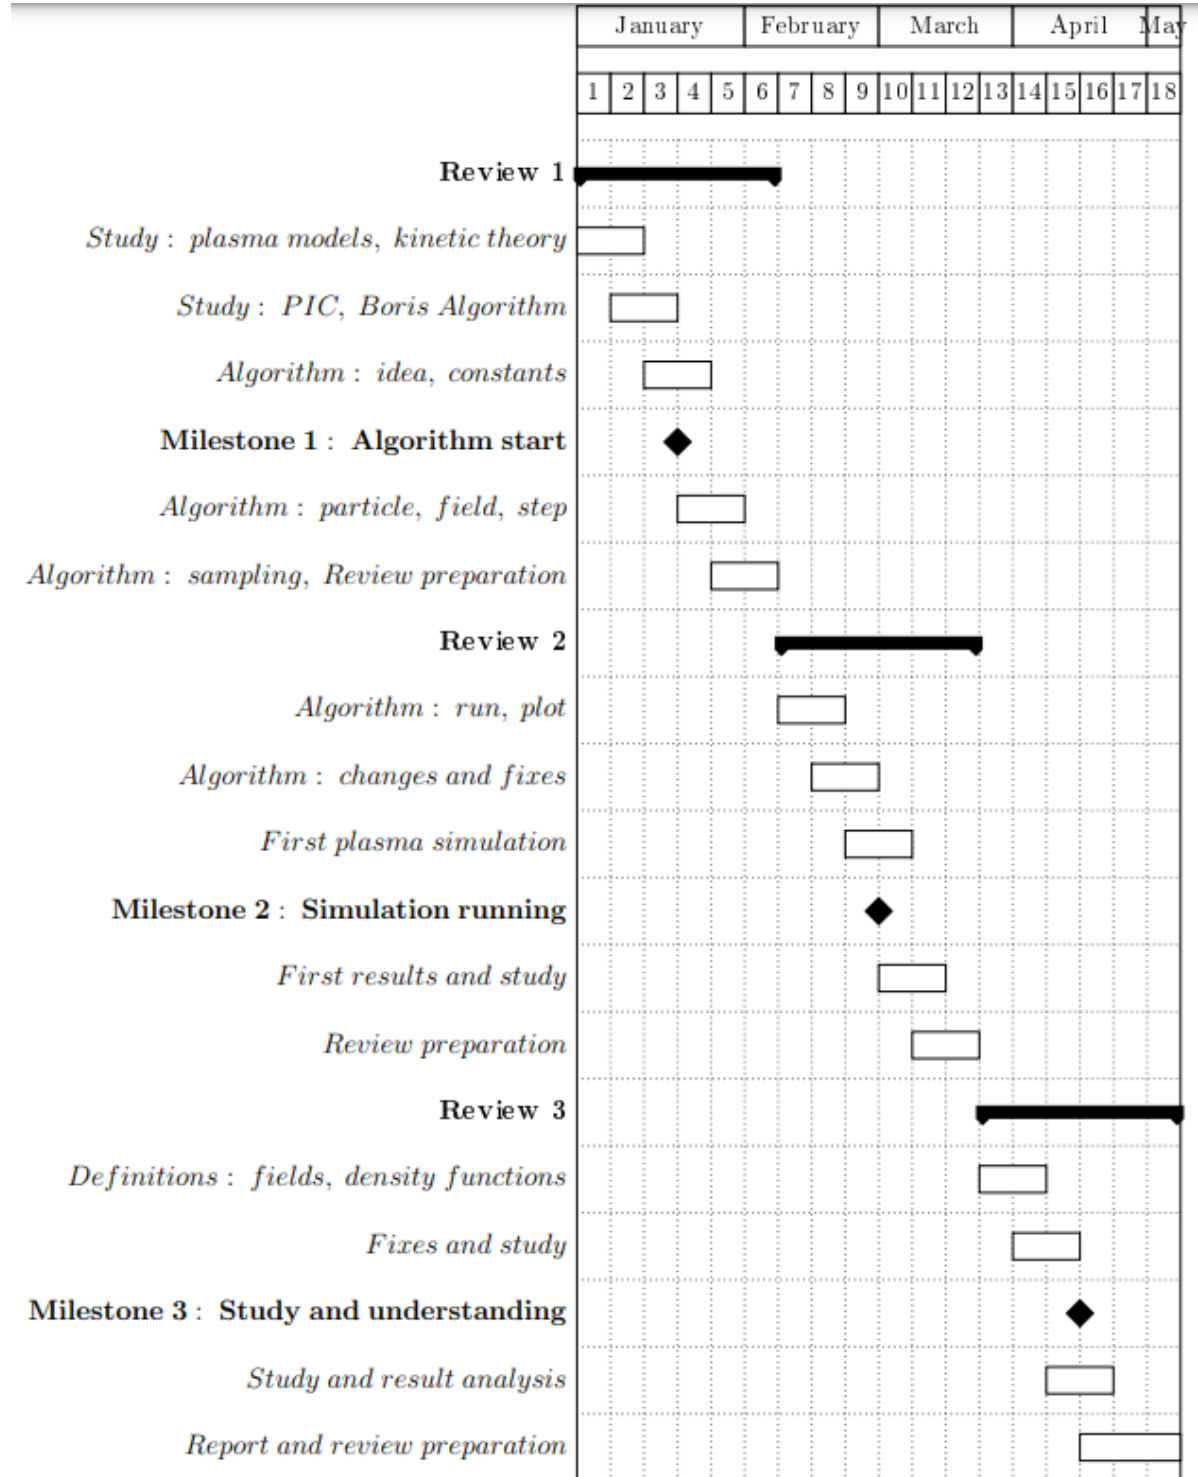 January February March April May
1 2 3 4 5 6 7 8 9 10 11 12 13 14 15 16 17 18
Review 1
Study : plasma models, kinetic theory
Study : PIC, Boris Algorithm
Algorithm : idea, constants
Milestone 1 : Algorithm start
Algorithm : particle, field, step
Algorithm : sampling, Review preparation
Review 2
Algorithm : run, plot
Algorithm : changes and fixes
First plasma simulation
Milestone 2 : Simulation running
First results and study
Review preparation
Review 3
Definitions : fields, density functions
Fixes and study
Milestone 3 : Study and understanding
Study and result analysis
Report and review preparation